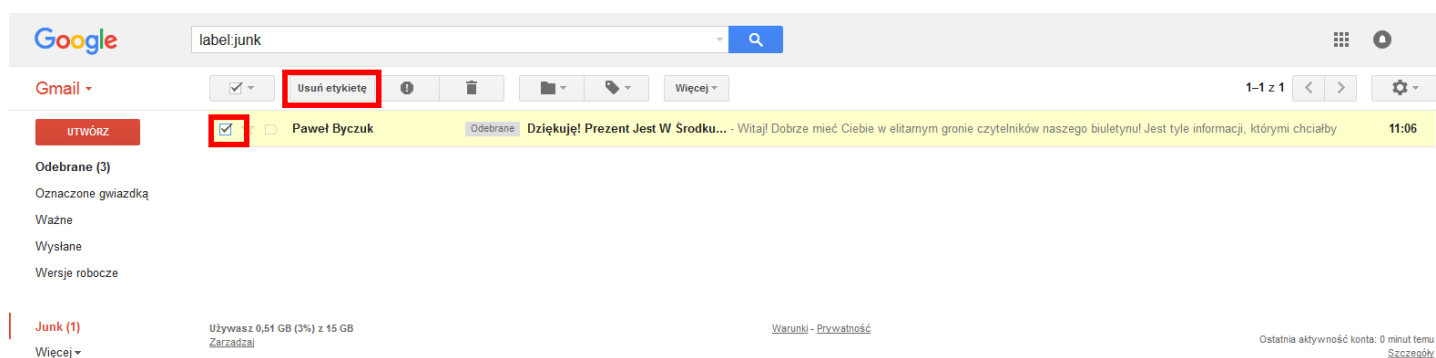 Google
label:junk
Gmail
Usuń etykietę
Więcej
1–1 z 1
UTWÓRZ
Paweł Byczuk
Odebrane
Dziękuję! Prezent Jest W Środku... - Witaj! Dobrze mieć Ciebie w elitarnym gronie czytelników naszego biuletynu! Jest tyle informacji, którymi chciałby
11:06
Odebrane (3)
Oznaczone gwiazdką
Ważne
Wysłane
Wersje robocze
Junk (1)
Więcej
Używasz 0,51 GB (3%) z 15 GB
Zarzadzaj
Warunki - Prywatność
Ostatnia aktywność konta: 0 minut temu
Szczegóły